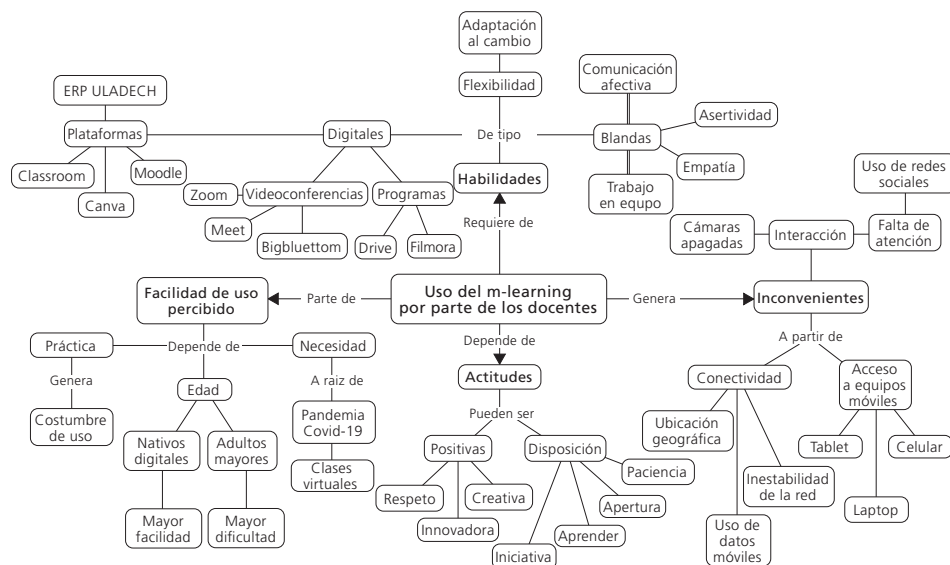 Adaptación
al cambio
Flexibilidad
De tipo
Habilidades
Requiere de
ERP ULADECH
Plataformas
Classroom
Canva
Moodle
Digitales
Zoom
Videoconferencias
Meet
Bigbluettom
Programas
Drive
Filmora
Comunicación
afectiva
Blandas
Asertividad
Empatía
Trabajo
en equpo
Uso de redes
sociales
Cámaras
apagadas
Interacción
Falta de
atención
Facilidad de uso
percibido
Parte de
Uso del m-learning
por parte de los docentes
Genera
Inconvenientes
Práctica
Depende de
Necesidad
Genera
Costumbre
de uso
Edad
Nativos
digitales
Adultos
mayores
Mayor
facilidad
Mayor
dificultad
A raiz de
Pandemia
Covid-19
Clases
virtuales
Depende de
Actitudes
Pueden ser
Positivas
Respeto
Innovadora
Creativa
Disposición
Iniciativa
Aprender
Apertura
Paciencia
A partir de
Conectividad
Ubicación
geográfica
Uso de
datos
móviles
Inestabilidad
de la red
Acceso
a equipos
móviles
Tablet
Laptop
Celular